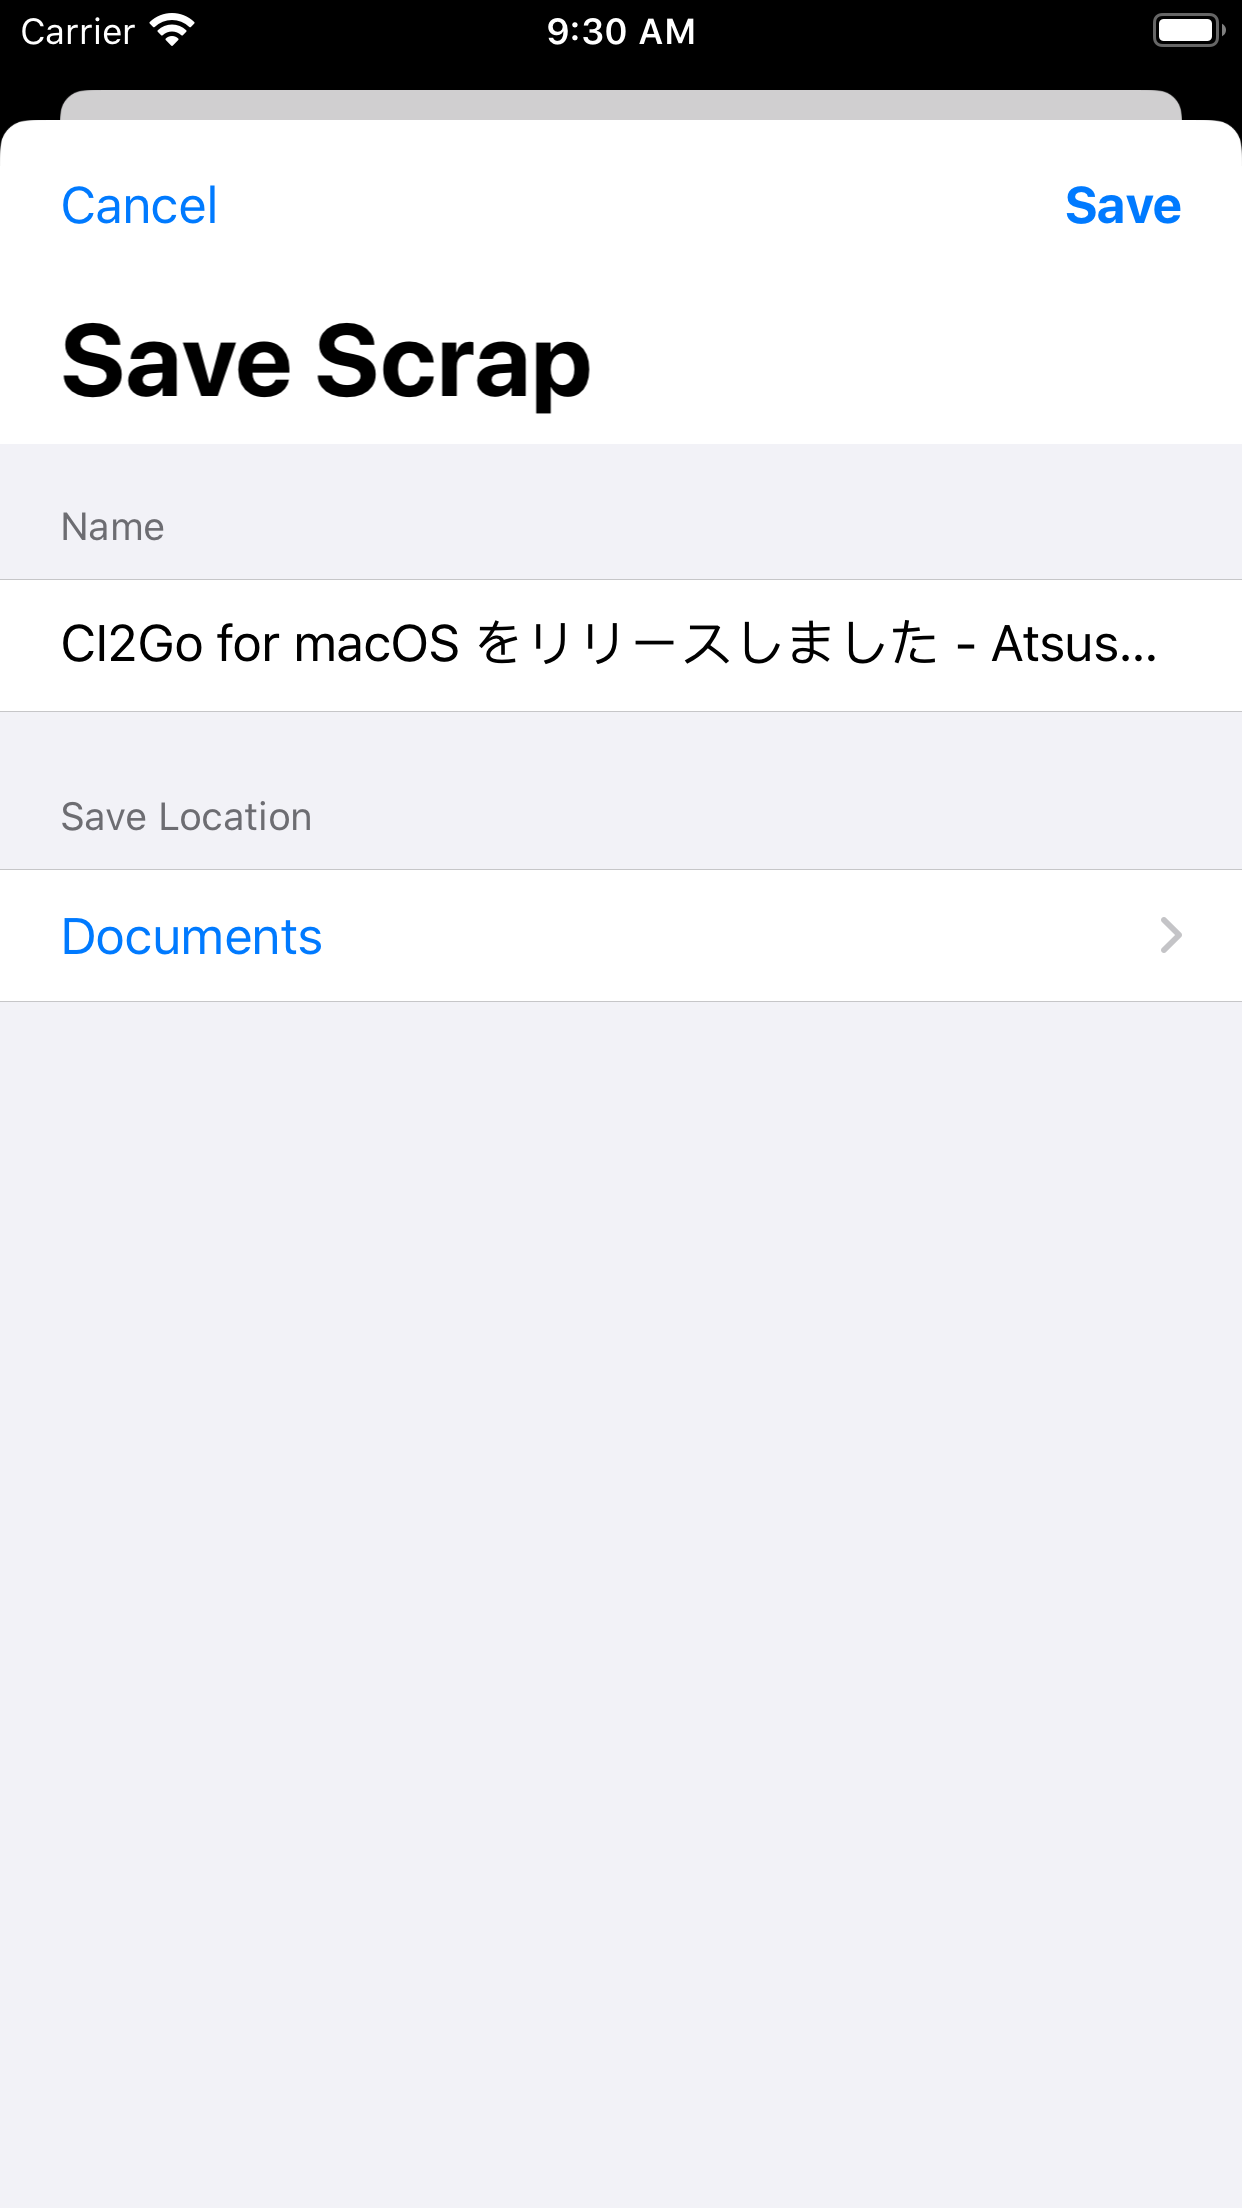 Carrier 9:30 AM
Cancel Save
Save Scrap
Name
CI2Go for macOS をリリースしました - Atsus...
Save Location
Documents